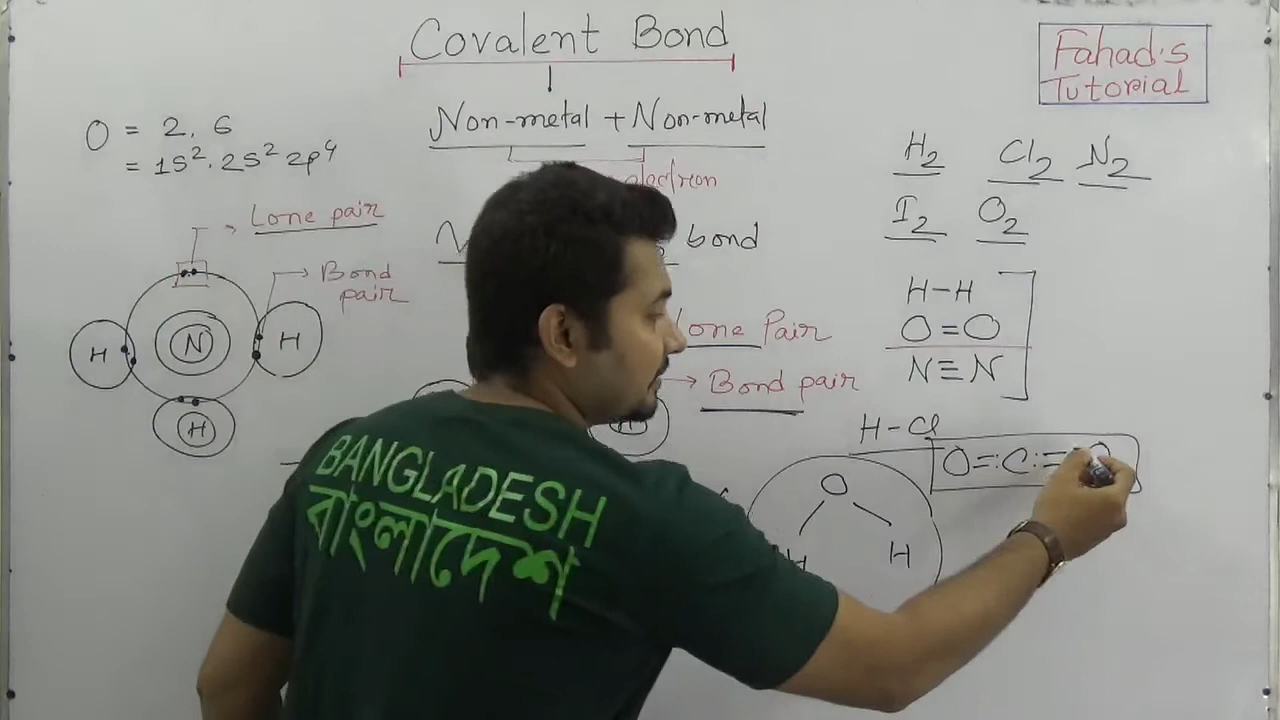 Covalent Bond
Non-metal + Non-metal
bond
Lone Pair
Bond pair
Fahad's
Tutorial
O = 2, 6
= 1s². 2s² 2p⁴
Lone pair
Bond
pair
N
H
H
H
H₂ Cl₂ N₂
I₂ O₂
H-H
O=O
N≡N
H-Cl
O=:C:=O
O
H H
BANGLADESH
বাংলাদেশ